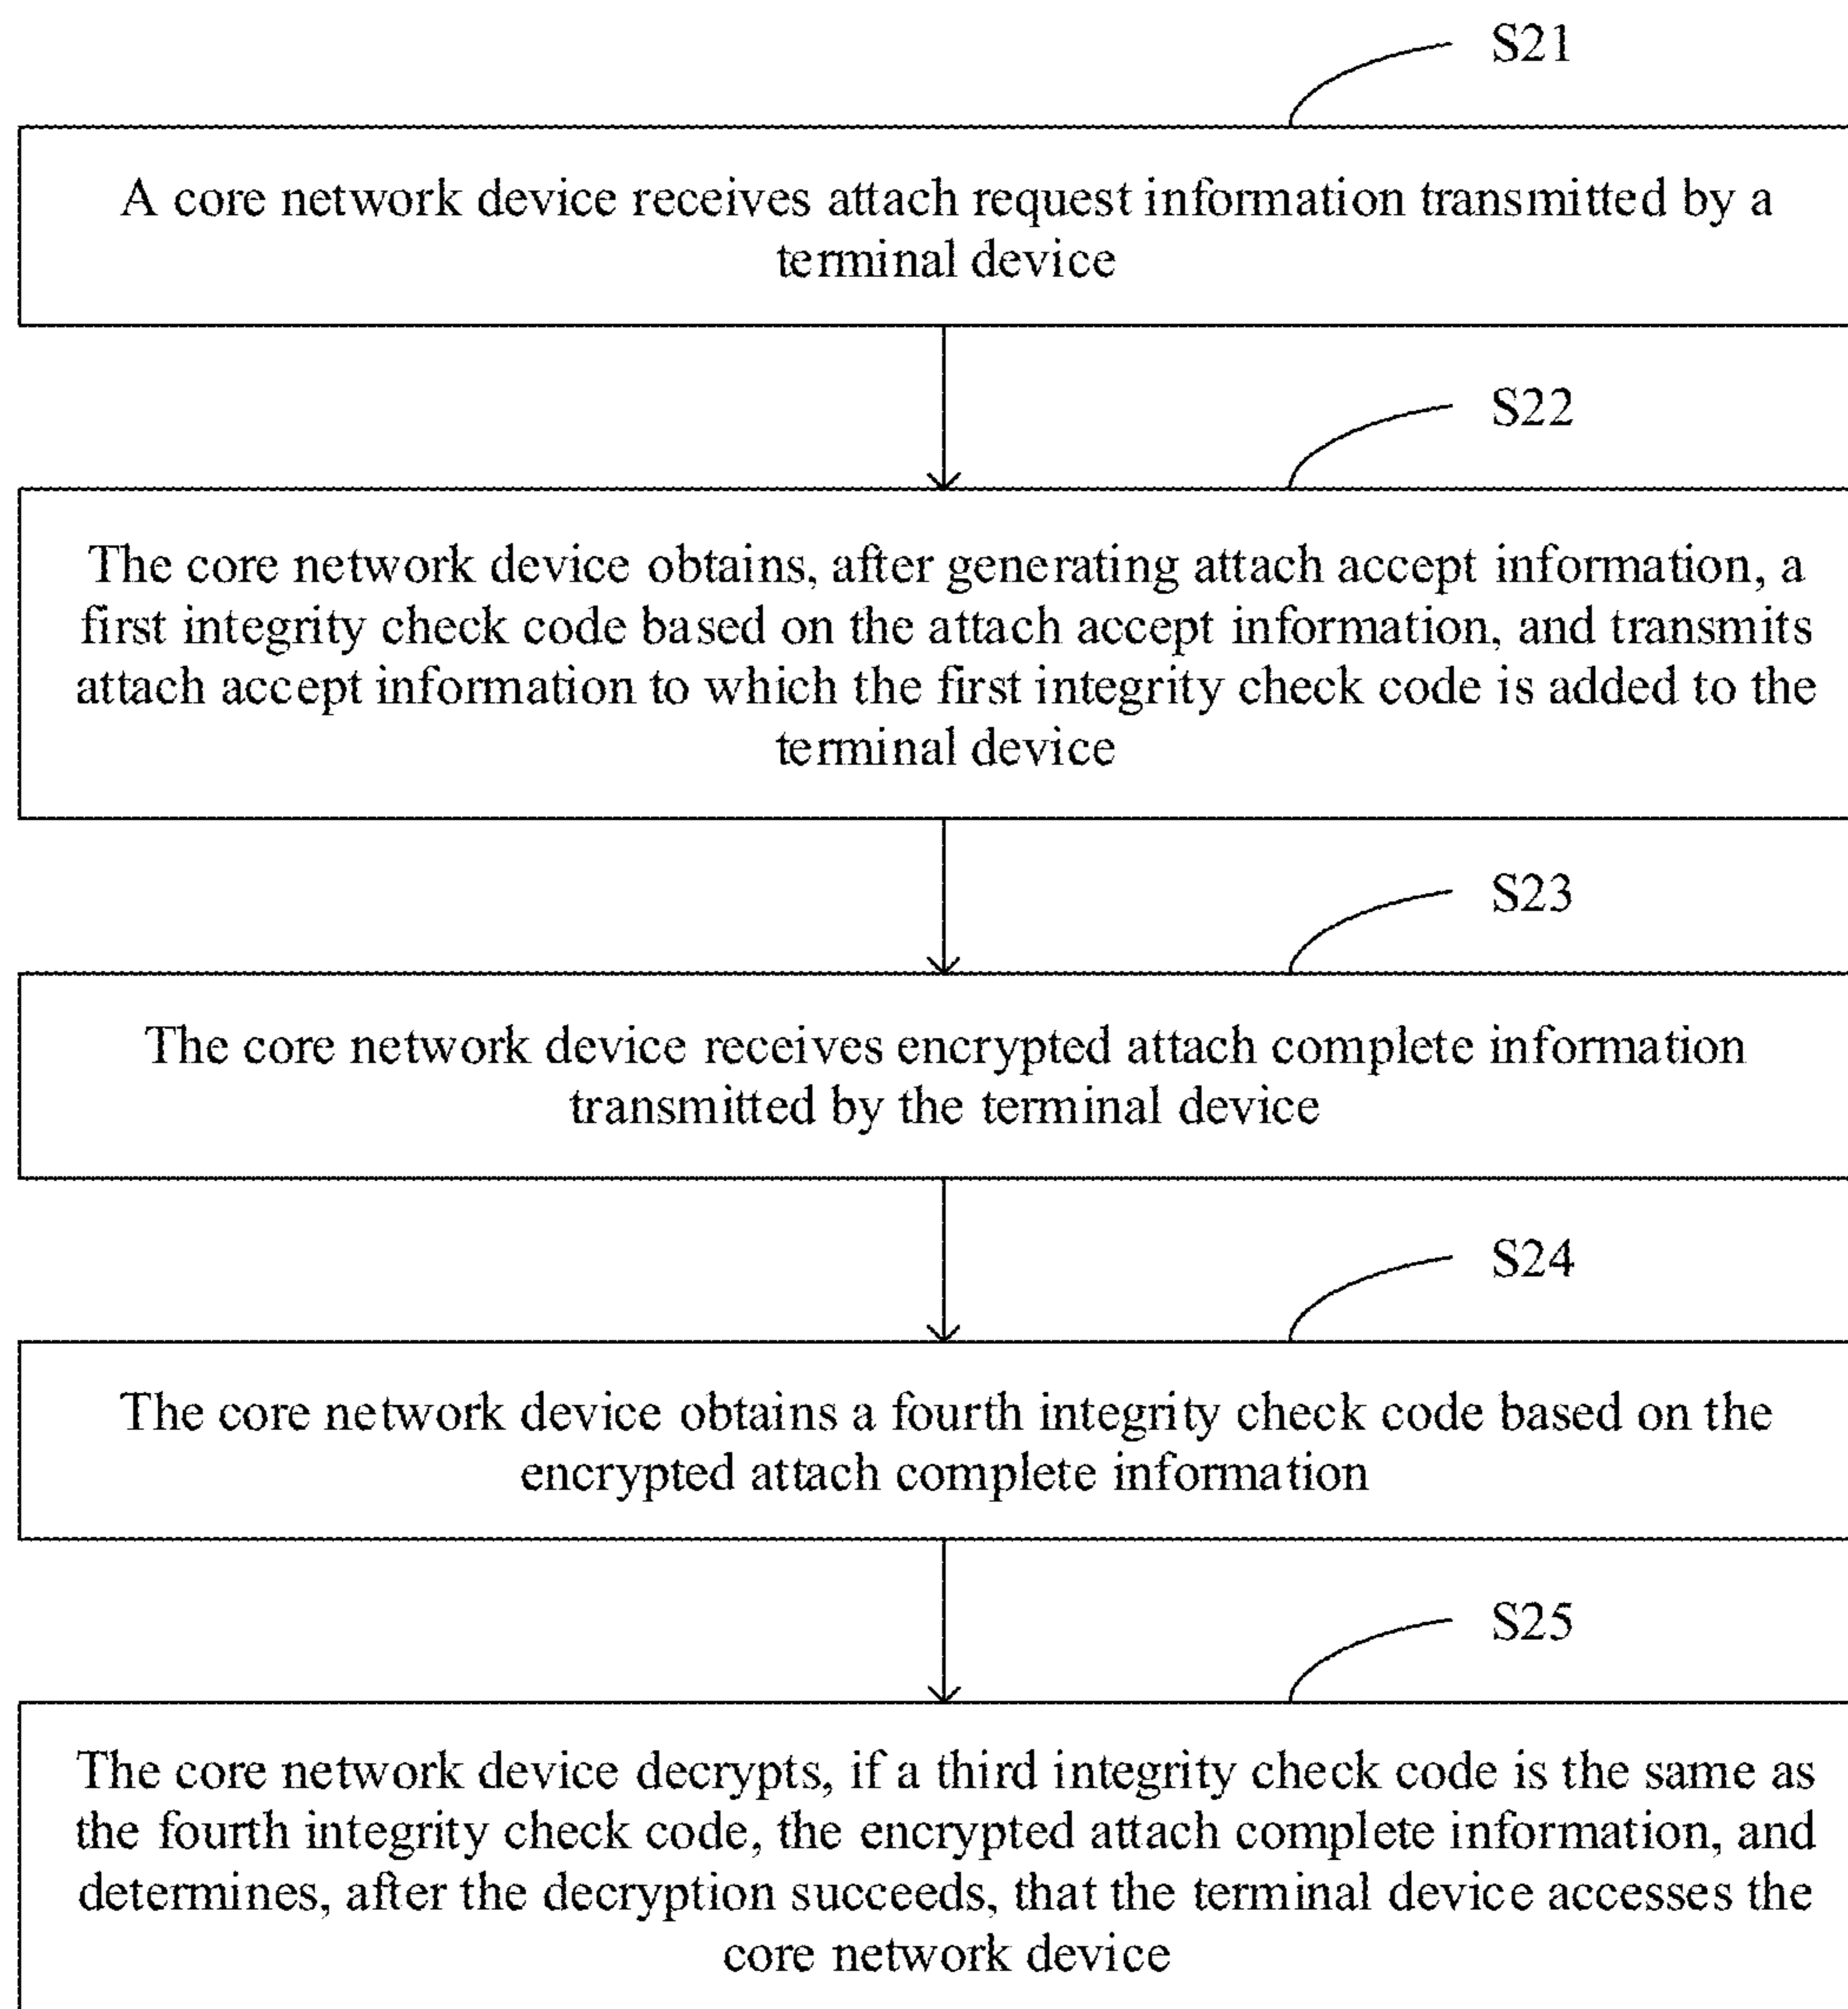 S21
A core network device receives attach request information transmitted by a
terminal device
S22
The core network device obtains, after generating attach accept information, a
first integrity check code based on the attach accept information, and transmits
attach accept information to which the first integrity check code is added to the
terminal device
S23
The core network device receives encrypted attach complete information
transmitted by the terminal device
S24
The core network device obtains a fourth integrity check code based on the
encrypted attach complete information
S25
The core network device decrypts, if a third integrity check code is the same as
the fourth integrity check code, the encrypted attach complete information, and
determines, after the decryption succeeds, that the terminal device accesses the
core network device